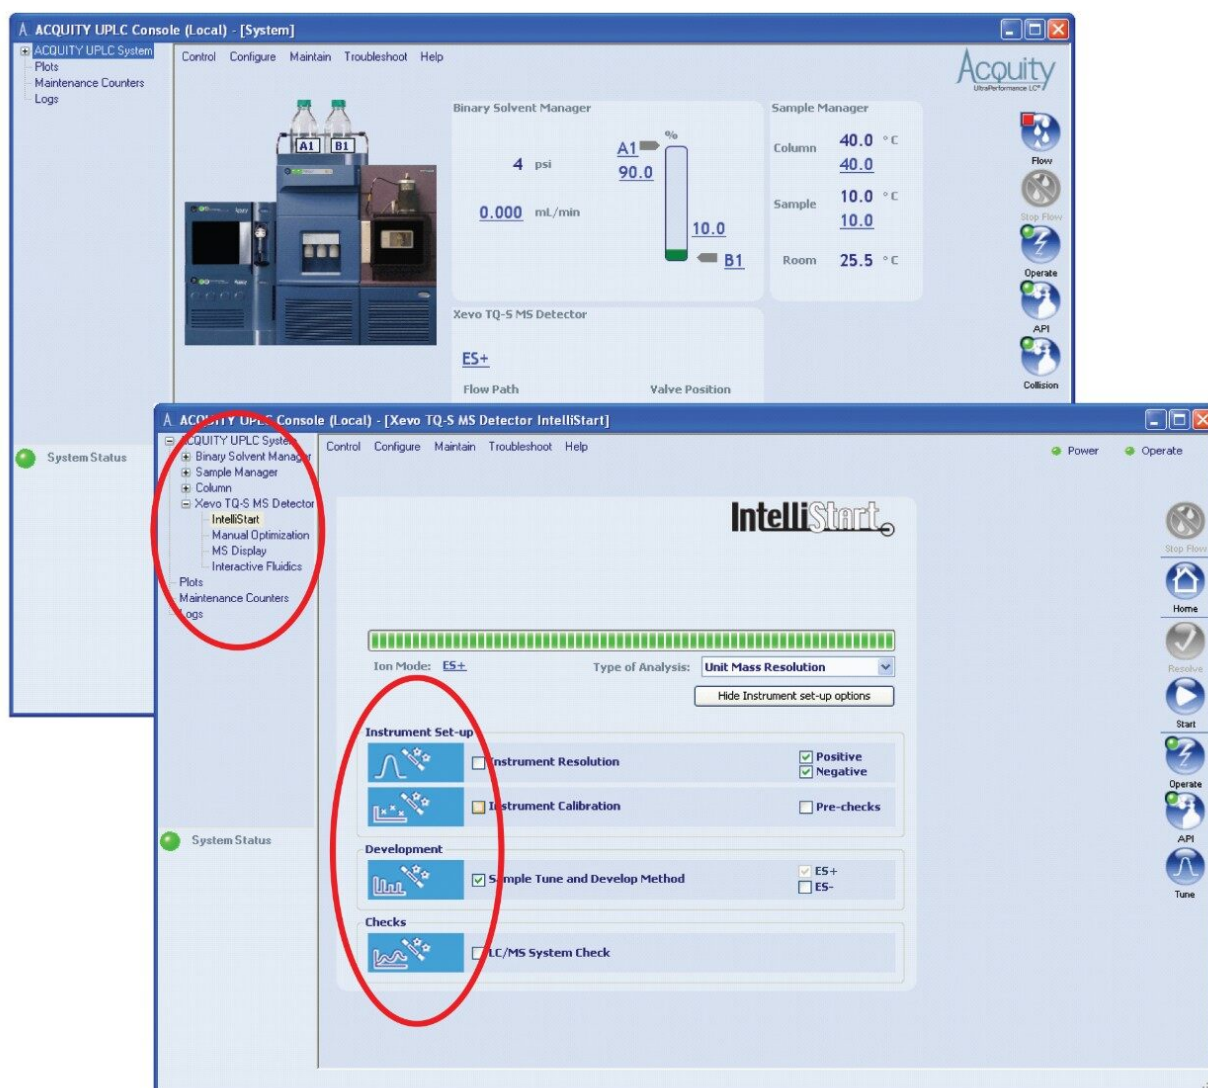 ACQUITY UPLC Console (Local) - [System]
ACQUITY UPLC System
Plots
Maintenance Counters
Logs
Control Configure Maintain Troubleshoot Help
Acquity
UltraPerformance LC®
A1 B1
Binary Solvent Manager
4 psi
0.000 mL/min
%
A1
90.0
10.0
B1
Sample Manager
Column 40.0 °C
40.0
Sample 10.0 °C
10.0
Room 25.5 °C
Xevo TQ-S MS Detector
ES+
Flow Path Valve Position
Flow
Stop Flow
Operate
API
Collision
System Status
ACQUITY UPLC Console (Local) - [Xevo TQ-S MS Detector IntelliStart]
ACQUITY UPLC System
Binary Solvent Manager
Sample Manager
Column
Xevo TQ-S MS Detector
IntelliStart
Manual Optimization
MS Display
Interactive Fluidics
Plots
Maintenance Counters
Logs
System Status
Control Configure Maintain Troubleshoot Help
Power Operate
IntelliStart
Ion Mode: ES+ Type of Analysis: Unit Mass Resolution
Hide Instrument set-up options
Instrument Set-up
Instrument Resolution
Positive
Negative
Instrument Calibration
Pre-checks
Development
Sample Tune and Develop Method
ES+
ES-
Checks
LC/MS System Check
Stop Flow
Home
Resolve
Start
Operate
API
Tune